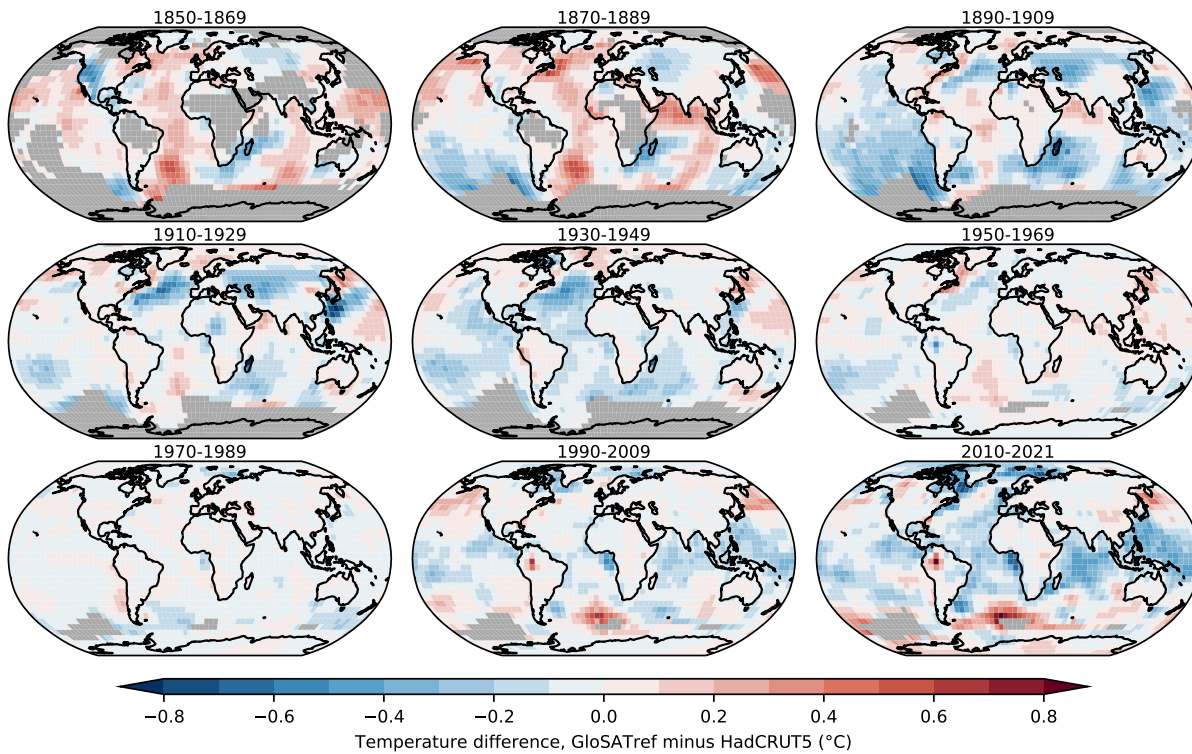 1850-1869 1870-1889 1890-1909
1910-1929 1930-1949 1950-1969
1970-1989 1990-2009 2010-2021
−0.8 −0.6 −0.4 −0.2 0.0 0.2 0.4 0.6 0.8
Temperature difference, GloSATref minus HadCRUT5 (°C)